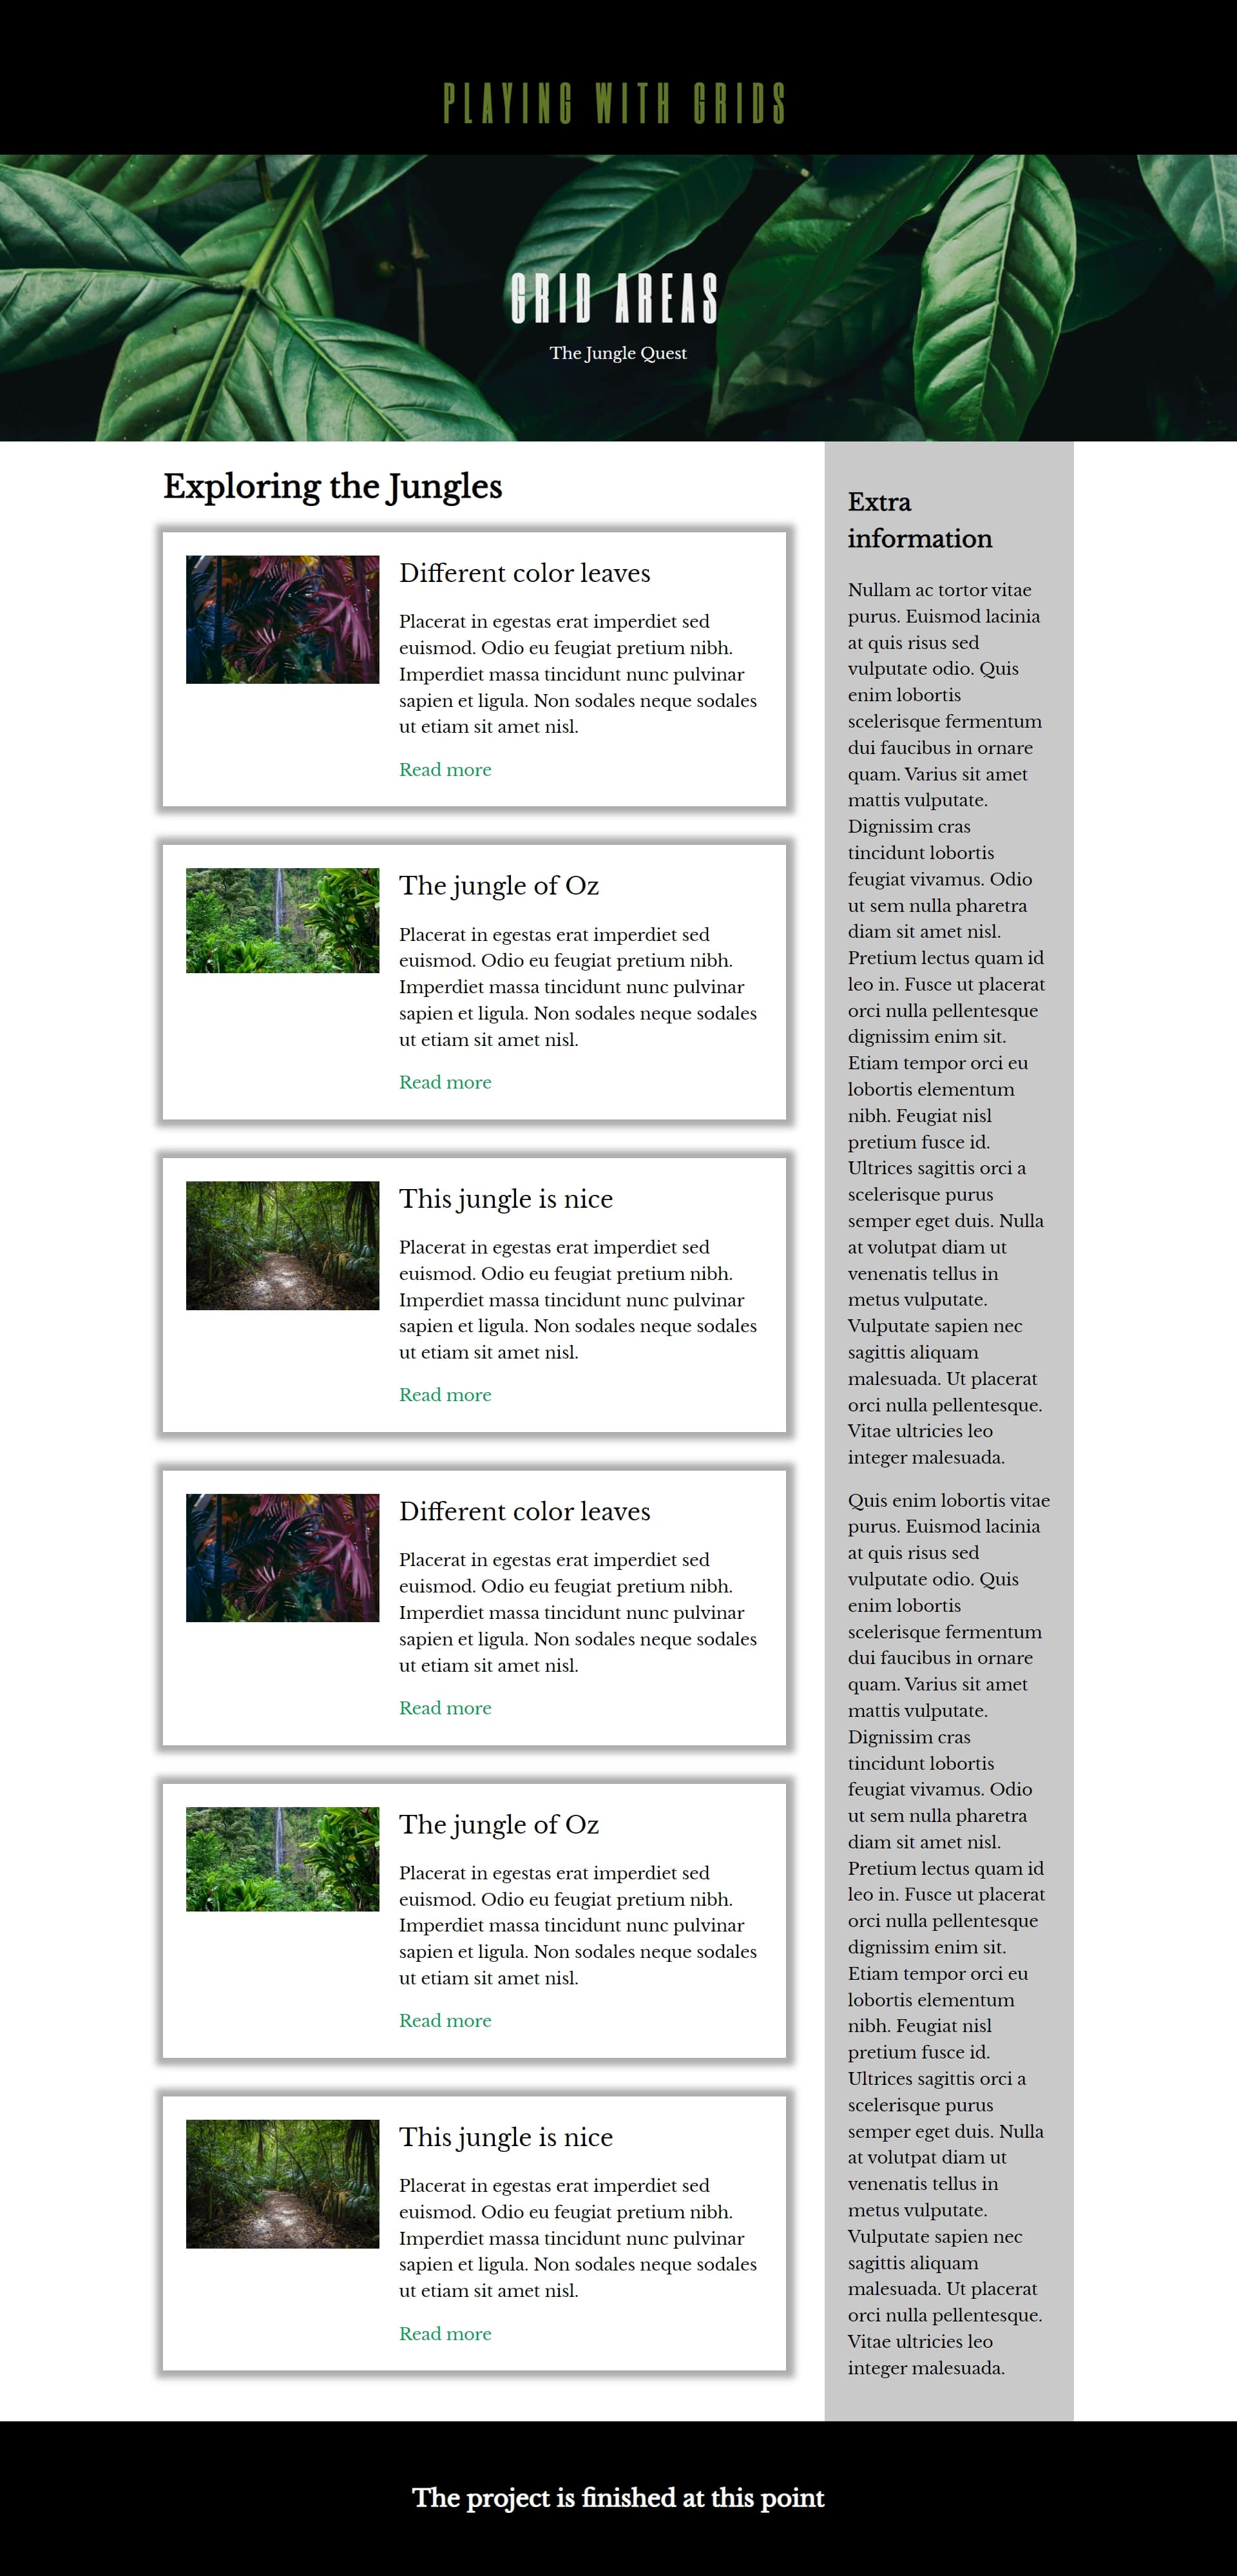 PLAYING WITH GRIDS
GRID AREAS
The Jungle Quest
Exploring the Jungles
Different color leaves
Placerat in egestas erat imperdiet sed
euismod. Odio eu feugiat pretium nibh.
Imperdiet massa tincidunt nunc pulvinar
sapien et ligula. Non sodales neque sodales
ut etiam sit amet nisl.
Read more
The jungle of Oz
Placerat in egestas erat imperdiet sed
euismod. Odio eu feugiat pretium nibh.
Imperdiet massa tincidunt nunc pulvinar
sapien et ligula. Non sodales neque sodales
ut etiam sit amet nisl.
Read more
This jungle is nice
Placerat in egestas erat imperdiet sed
euismod. Odio eu feugiat pretium nibh.
Imperdiet massa tincidunt nunc pulvinar
sapien et ligula. Non sodales neque sodales
ut etiam sit amet nisl.
Read more
Different color leaves
Placerat in egestas erat imperdiet sed
euismod. Odio eu feugiat pretium nibh.
Imperdiet massa tincidunt nunc pulvinar
sapien et ligula. Non sodales neque sodales
ut etiam sit amet nisl.
Read more
The jungle of Oz
Placerat in egestas erat imperdiet sed
euismod. Odio eu feugiat pretium nibh.
Imperdiet massa tincidunt nunc pulvinar
sapien et ligula. Non sodales neque sodales
ut etiam sit amet nisl.
Read more
This jungle is nice
Placerat in egestas erat imperdiet sed
euismod. Odio eu feugiat pretium nibh.
Imperdiet massa tincidunt nunc pulvinar
sapien et ligula. Non sodales neque sodales
ut etiam sit amet nisl.
Read more
Extra
information
Nullam ac tortor vitae
purus. Euismod lacinia
at quis risus sed
vulputate odio. Quis
enim lobortis
scelerisque fermentum
dui faucibus in ornare
quam. Varius sit amet
mattis vulputate.
Dignissim cras
tincidunt lobortis
feugiat vivamus. Odio
ut sem nulla pharetra
diam sit amet nisl.
Pretium lectus quam id
leo in. Fusce ut placerat
orci nulla pellentesque
dignissim enim sit.
Etiam tempor orci eu
lobortis elementum
nibh. Feugiat nisl
pretium fusce id.
Ultrices sagittis orci a
scelerisque purus
semper eget duis. Nulla
at volutpat diam ut
venenatis tellus in
metus vulputate.
Vulputate sapien nec
sagittis aliquam
malesuada. Ut placerat
orci nulla pellentesque.
Vitae ultricies leo
integer malesuada.
Quis enim lobortis vitae
purus. Euismod lacinia
at quis risus sed
vulputate odio. Quis
enim lobortis
scelerisque fermentum
dui faucibus in ornare
quam. Varius sit amet
mattis vulputate.
Dignissim cras
tincidunt lobortis
feugiat vivamus. Odio
ut sem nulla pharetra
diam sit amet nisl.
Pretium lectus quam id
leo in. Fusce ut placerat
orci nulla pellentesque
dignissim enim sit.
Etiam tempor orci eu
lobortis elementum
nibh. Feugiat nisl
pretium fusce id.
Ultrices sagittis orci a
scelerisque purus
semper eget duis. Nulla
at volutpat diam ut
venenatis tellus in
metus vulputate.
Vulputate sapien nec
sagittis aliquam
malesuada. Ut placerat
orci nulla pellentesque.
Vitae ultricies leo
integer malesuada.
The project is finished at this point